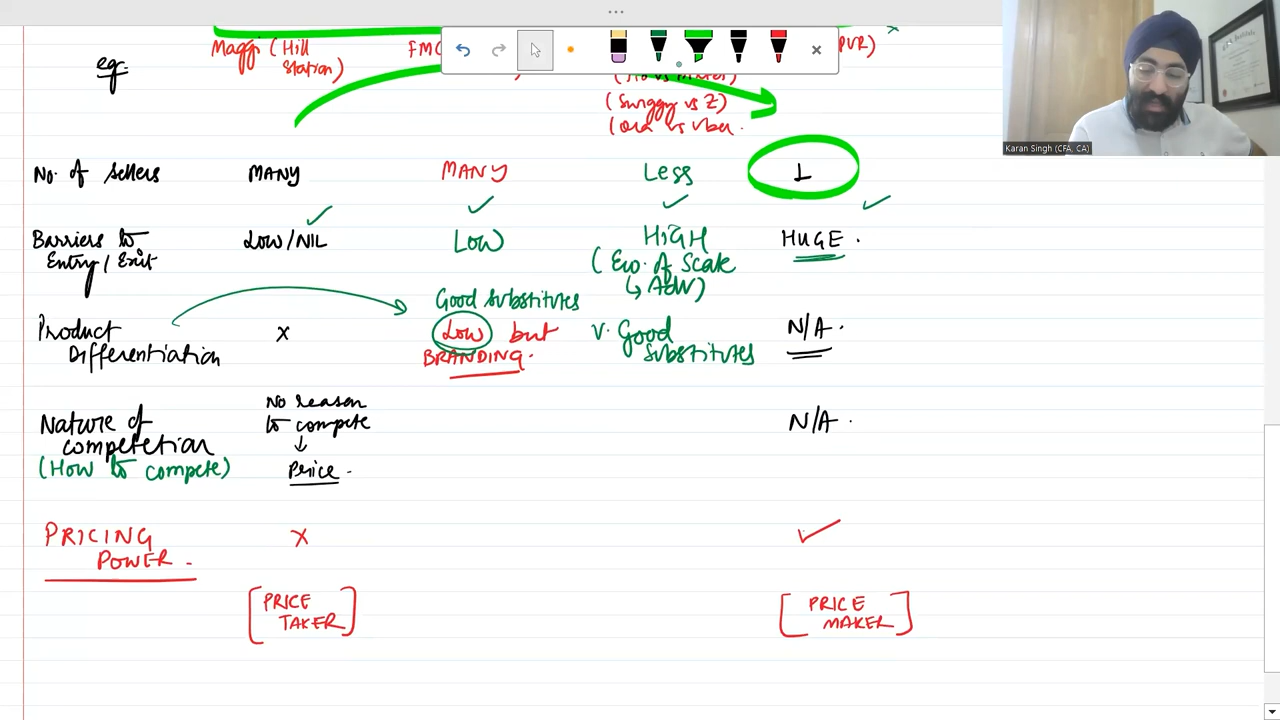 eg.
Maggi (Hill
Station)
FMC
PVR)
x
(Swiggy vs Z)
(Ola vs Uber.
Karan Singh (CFA, CA)
No. of Sellers
MANY
MANY
Less
1
Barriers to
Entry / Exit
Low/NIL
Low
HIGH
(Eco. of Scale
↳ Adv)
HUGE.
Product
Differentiation
x
Good substitutes
Low but
BRANDING.
v. Good
substitutes
N/A.
Nature of
competetion
(How to compete)
No reason
to compete
↓
Price.
N/A.
PRICING
POWER.
x
✓
[PRICE
TAKER]
[PRICE
MAKER]